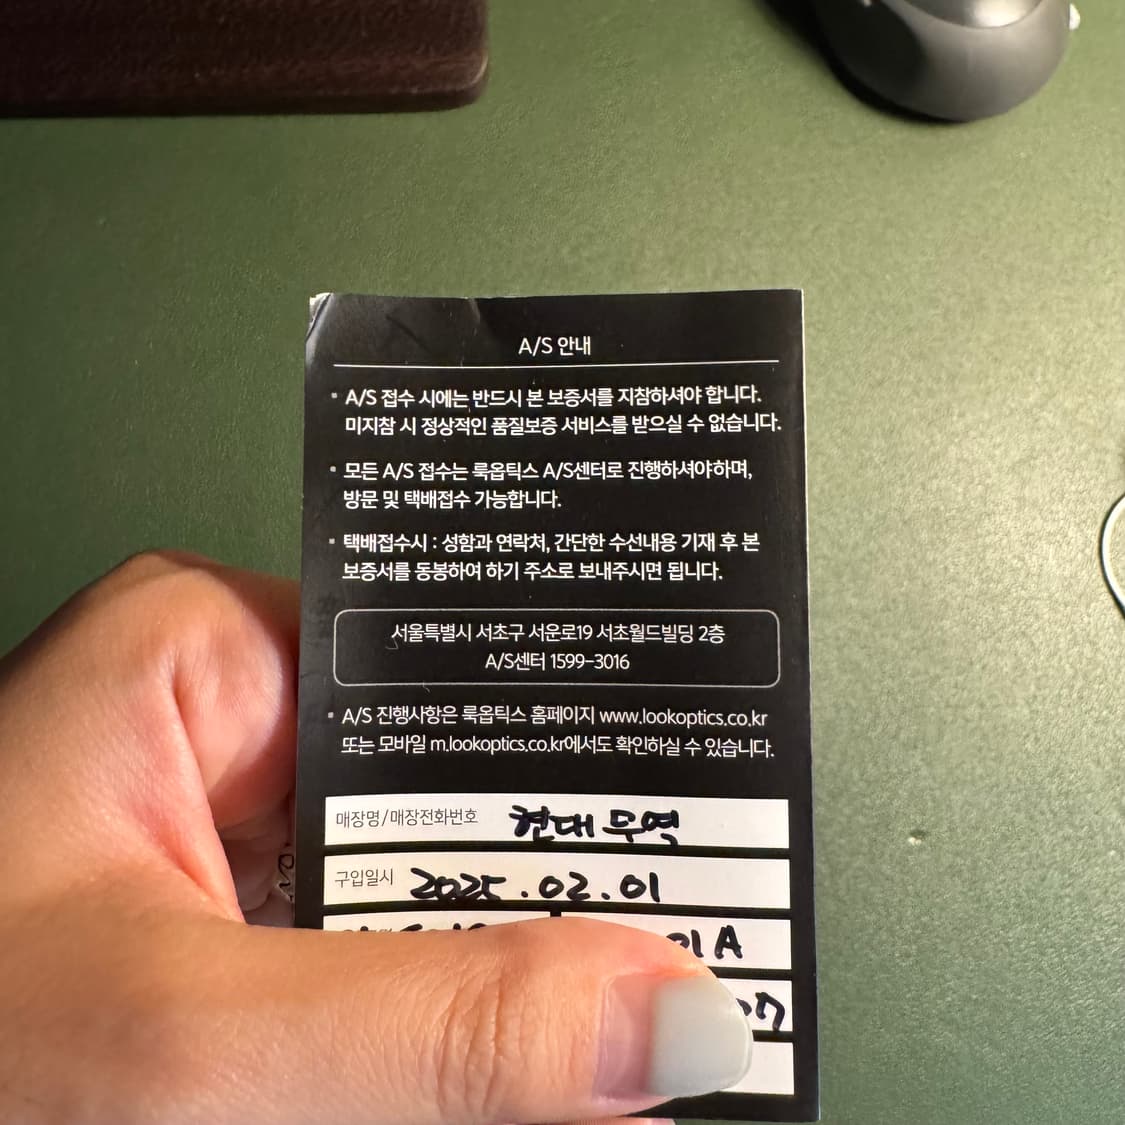 A/S 안내
A/S 접수 시에는 반드시 본 보증서를 지참하셔야 합니다.
미지참 시 정상적인 품질보증 서비스를 받으실 수 없습니다.
모든 A/S 접수는 룩옵틱스 A/S센터로 진행하셔야하며,
방문 및 택배접수 가능합니다.
택배접수시 : 성함과 연락처, 간단한 수선내용 기재 후 본
보증서를 동봉하여 하기 주소로 보내주시면 됩니다.
서울특별시 서초구 서운로19 서초월드빌딩 2층
A/S센터 1599-3016
A/S 진행사항은 룩옵틱스 홈페이지 www.lookoptics.co.kr
또는 모바일 m.lookoptics.co.kr에서도 확인하실 수 있습니다.
매장명/매장전화번호 현대무역
구입일시 2025.02.01
01A
07